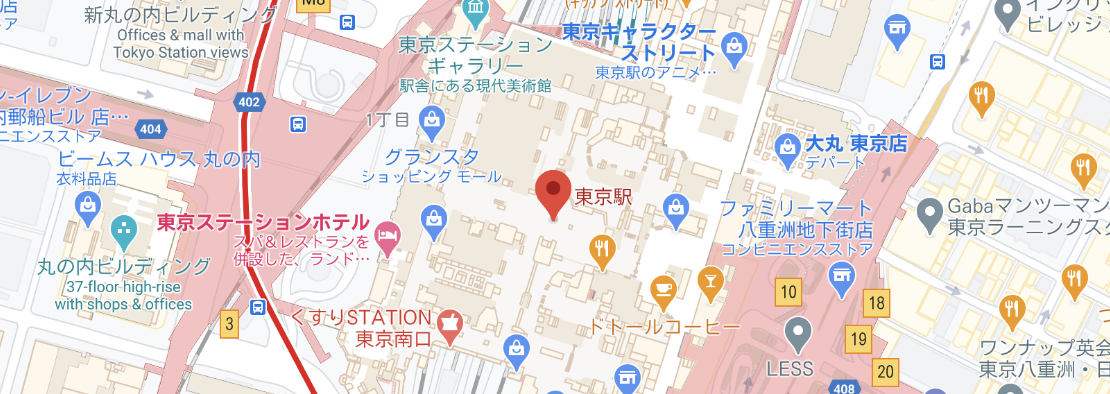 新丸の内ビルディング
Offices & mall with
Tokyo Station views
東京ステーション
ギャラリー
駅舎にある現代美術館
東京キャラクター
ストリート
東京駅のアニメ…
402
404
1丁目
ン-イレブン
内郵船ビル 店…
ニエンスストア
ビームス ハウス 丸の内
衣料品店
グランスタ
ショッピング モール
大丸 東京店
デパート
東京駅
東京ステーションホテル
スパ&レストランを
併設した、ランド…
丸の内ビルディング
37-floor high-rise
with shops & offices
ファミリーマート
八重洲地下街店
コンビニエンスストア
Gabaマンツーマン
東京ラーニングス
3
くすりSTATION
東京南口
ドトールコーヒー
10
18
19
20
LESS
408
ワンナップ英会
東京八重洲・日